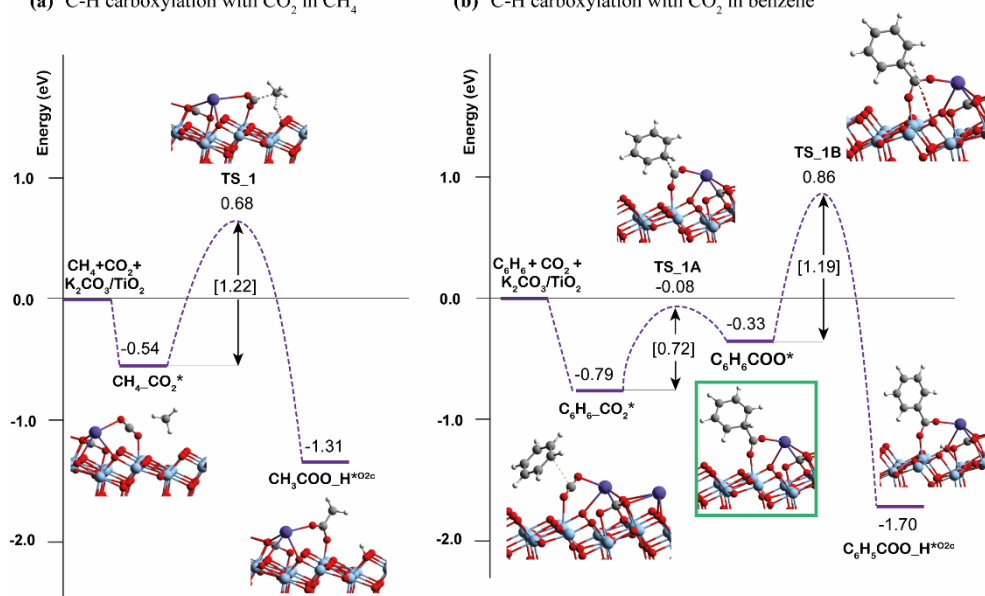 (a) C-H carboxylation with CO₂ in CH₄
Energy (eV)
1.0
0.0
-1.0
-2.0
CH₄+CO₂+
K₂CO₃/TiO₂
-0.54
CH₄_CO₂*
TS_1
0.68
[1.22]
-1.31
CH₃COO_H*O2c
(b) C-H carboxylation with CO₂ in benzene
Energy (eV)
1.0
0.0
-1.0
-2.0
C₆H₆ + CO₂ +
K₂CO₃/TiO₂
-0.79
C₆H₆_CO₂*
TS_1A
-0.08
[0.72]
-0.33
C₆H₆COO*
TS_1B
0.86
[1.19]
-1.70
C₆H₅COO_H*O2c